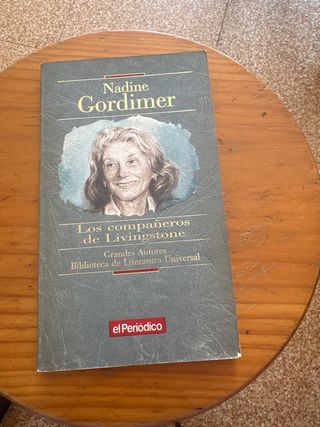 Nadine
Gordimer
Los compañeros
de Livingstone
Grandes Autores
Biblioteca de Literatura Universal
el Periódico